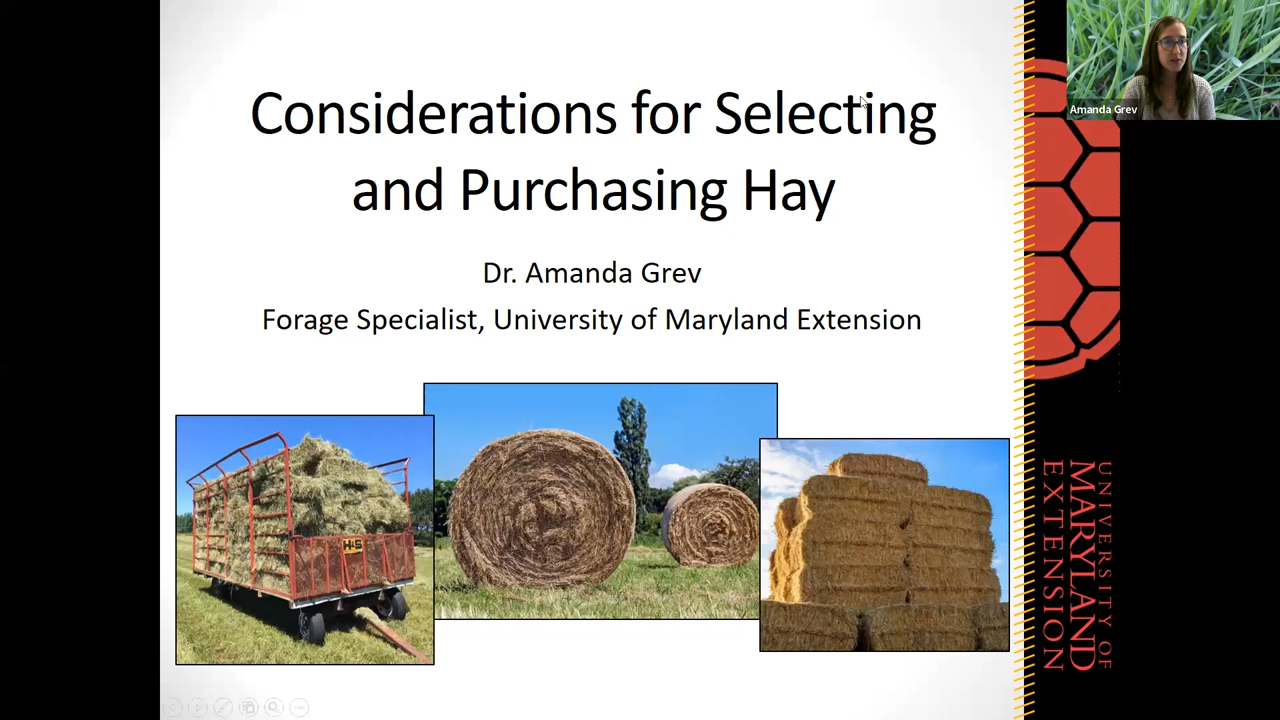 Considerations for Selecting
and Purchasing Hay
Dr. Amanda Grev
Forage Specialist, University of Maryland Extension
H&S
Amanda Grev
UNIVERSITY OF
MARYLAND
EXTENSION